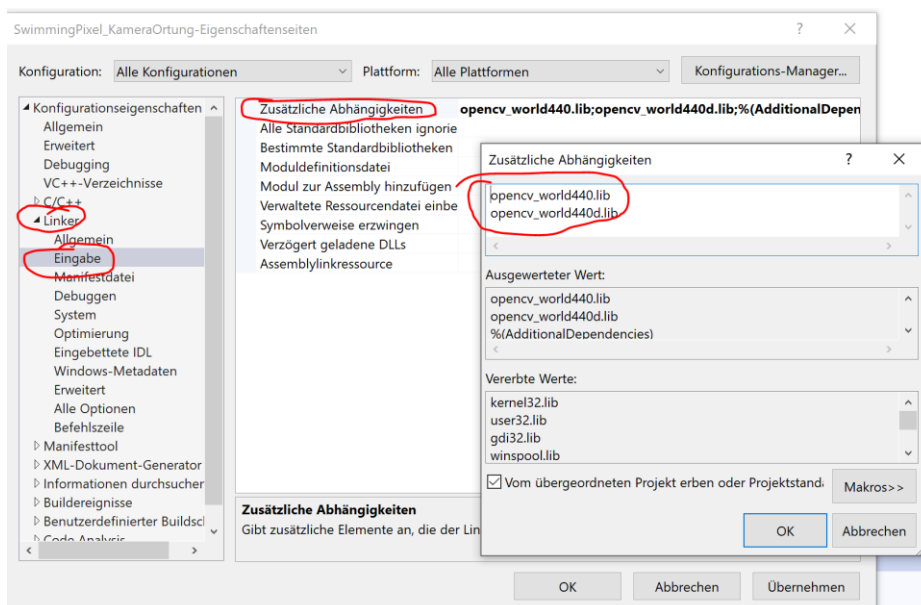 SwimmingPixel_KameraOrtung-Eigenschaftenseiten
Konfiguration: Alle Konfigurationen Plattform: Alle Plattformen Konfigurations-Manager...
Konfigurationseigenschaften
Allgemein
Erweitert
Debugging
VC++-Verzeichnisse
C/C++
Linker
Allgemein
Eingabe
Manifestdatei
Debuggen
System
Optimierung
Eingebettete IDL
Windows-Metadaten
Erweitert
Alle Optionen
Befehlszeile
Manifesttool
XML-Dokument-Generator
Informationen durchsucher
Buildereignisse
Benutzerdefinierter Buildscl
Code Analysis
Zusätzliche Abhängigkeiten opencv_world440.lib;opencv_world440d.lib;%(AdditionalDepen
Alle Standardbibliotheken ignorie
Bestimmte Standardbibliotheken
Moduldefinitionsdatei
Modul zur Assembly hinzufügen
Verwaltete Ressourcendatei einbe
Symbolverweise erzwingen
Verzögert geladene DLLs
Assemblylinkressource
Zusätzliche Abhängigkeiten
Gibt zusätzliche Elemente an, die der Lin
Zusätzliche Abhängigkeiten ?
opencv_world440.lib
opencv_world440d.lib
Ausgewerteter Wert:
opencv_world440.lib
opencv_world440d.lib
%(AdditionalDependencies)
Vererbte Werte:
kernel32.lib
user32.lib
gdi32.lib
winspool.lib
Vom übergeordneten Projekt erben oder Projektstand
Makros>>
OK Abbrechen
OK Abbrechen Übernehmen